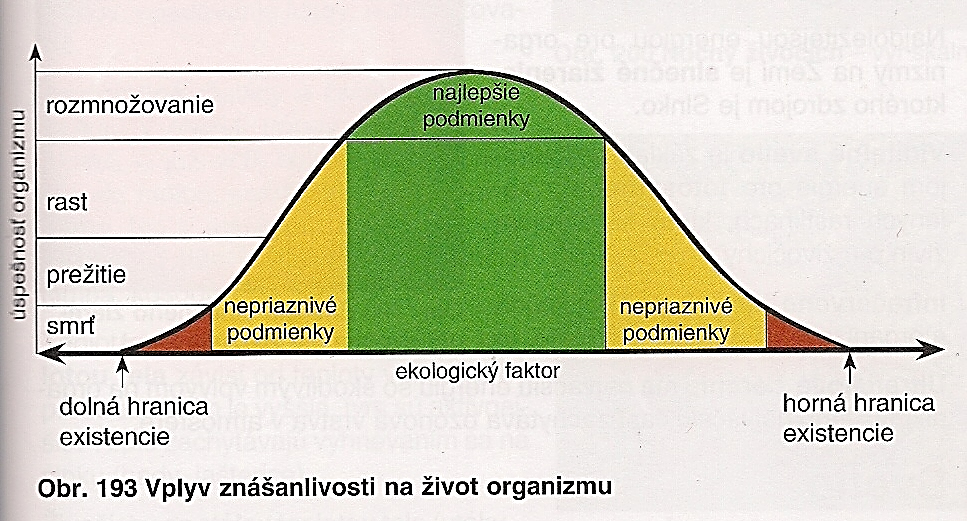 úspešnosť organizmu
rozmnožovanie
najlepšie
podmienky
rast
prežitie
smrť
nepriaznivé
podmienky
nepriaznivé
podmienky
ekologický faktor
dolná hranica
existencie
horná hranica
existencie
Obr. 193 Vplyv znášanlivosti na život organizmu